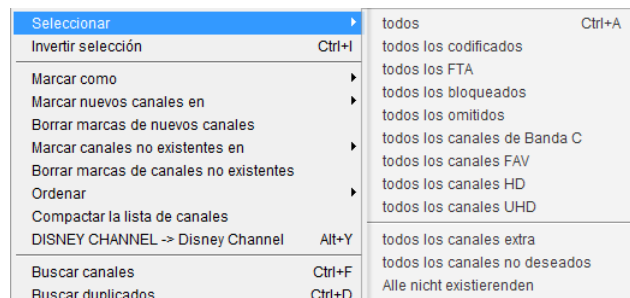 Seleccionar
Invertir selección Ctrl+I
Marcar como
Marcar nuevos canales en
Borrar marcas de nuevos canales
Marcar canales no existentes en
Borrar marcas de canales no existentes
Ordenar
Compactar la lista de canales
DISNEY CHANNEL -> Disney Channel Alt+Y
Buscar canales Ctrl+F
Buscar duplicados Ctrl+D
todos Ctrl+A
todos los codificados
todos los FTA
todos los bloqueados
todos los omitidos
todos los canales de Banda C
todos los canales FAV
todos los canales HD
todos los canales UHD
todos los canales extra
todos los canales no deseados
Alle nicht existierenden